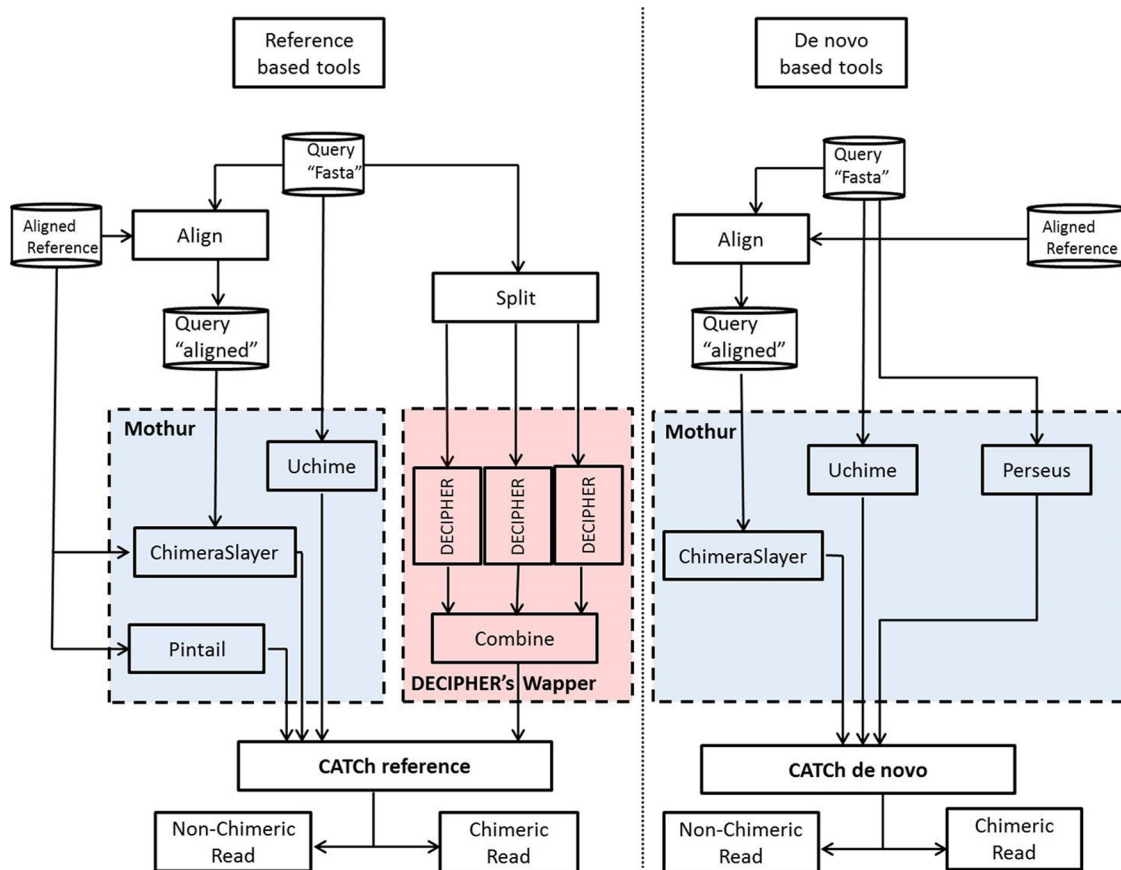 Reference
based tools
De novo
based tools
Query
“Fasta”
Aligned
Reference
Align
Split
Query
“aligned”
Mothur
Uchime
ChimeraSlayer
Pintail
DECIPHER
DECIPHER
DECIPHER
Combine
DECIPHER’s Wapper
CATCh reference
Non-Chimeric
Read
Chimeric
Read
Query
“Fasta”
Align
Aligned
Reference
Query
“aligned”
Mothur
Uchime
Perseus
ChimeraSlayer
CATCh de novo
Non-Chimeric
Read
Chimeric
Read